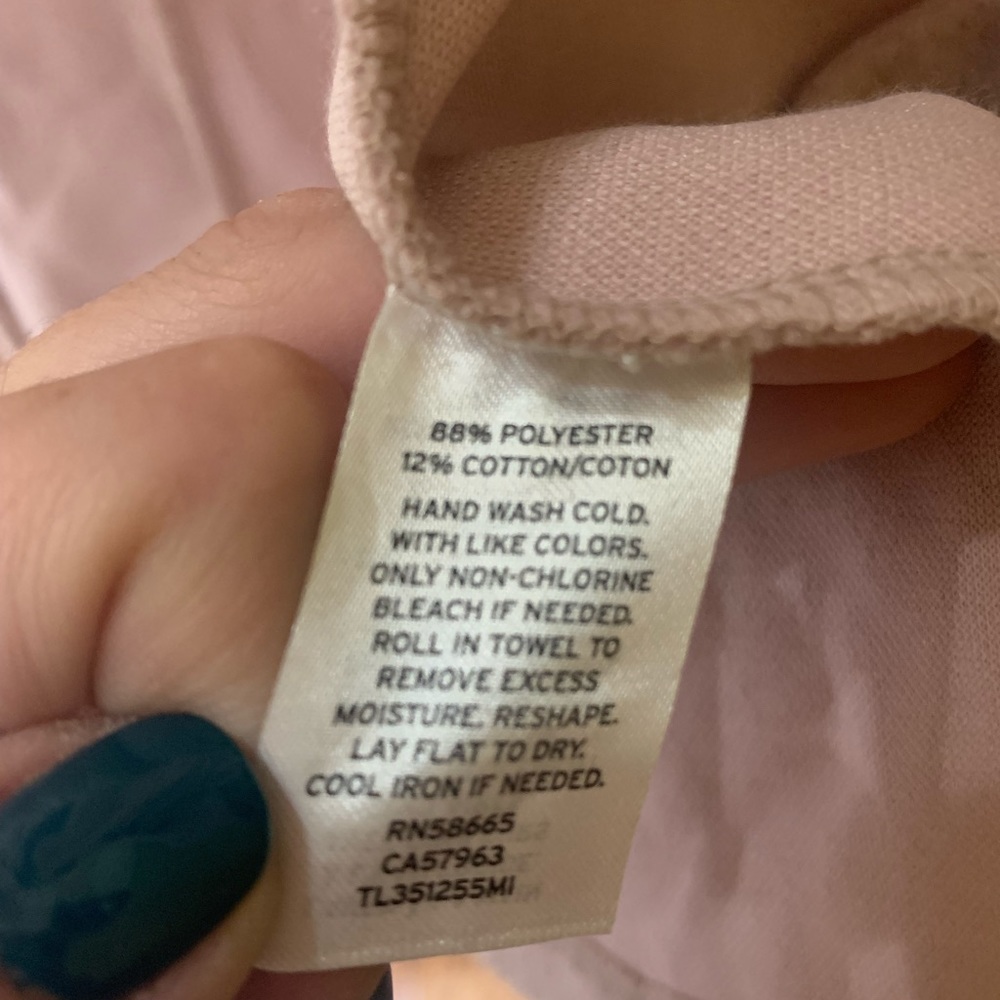 88% POLYESTER
12% COTTON/COTON
HAND WASH COLD.
WITH LIKE COLORS.
ONLY NON-CHLORINE
BLEACH IF NEEDED.
ROLL IN TOWEL TO
REMOVE EXCESS
MOISTURE. RESHAPE.
LAY FLAT TO DRY.
COOL IRON IF NEEDED.
RN58665
CA57963
TL351255MI